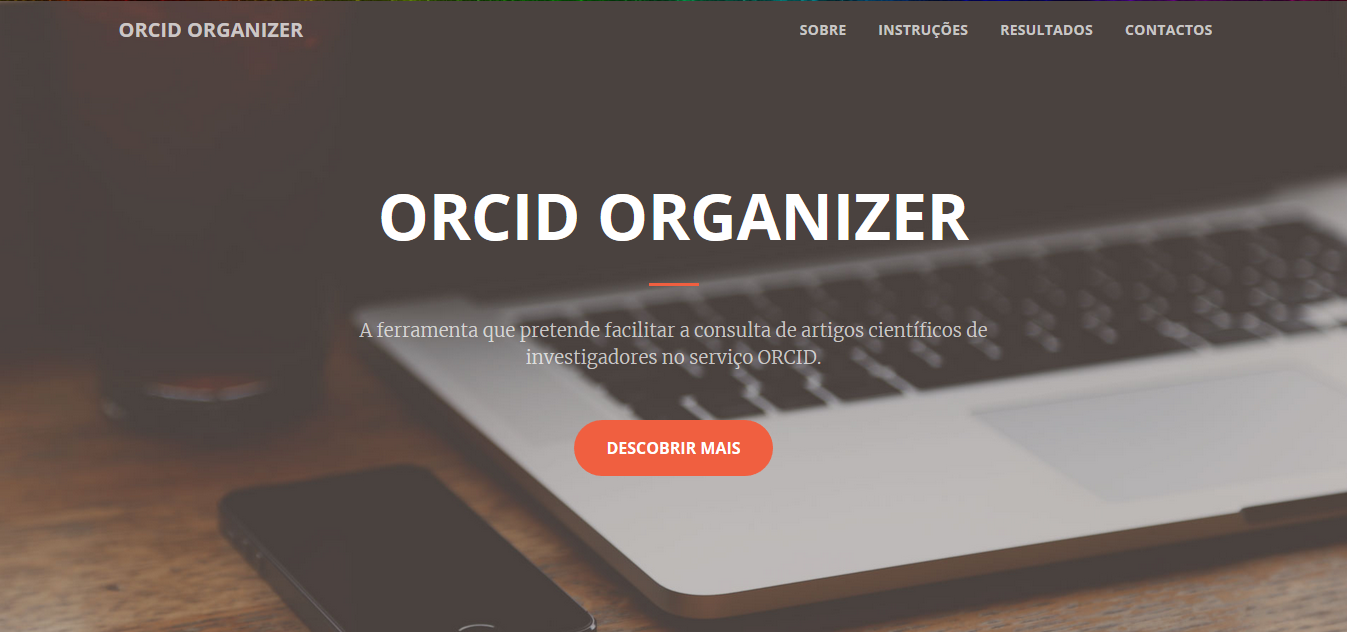 ORCID ORGANIZER
SOBRE INSTRUÇÕES RESULTADOS CONTACTOS
ORCID ORGANIZER
A ferramenta que pretende facilitar a consulta de artigos científicos de
investigadores no serviço ORCID.
DESCOBRIR MAIS